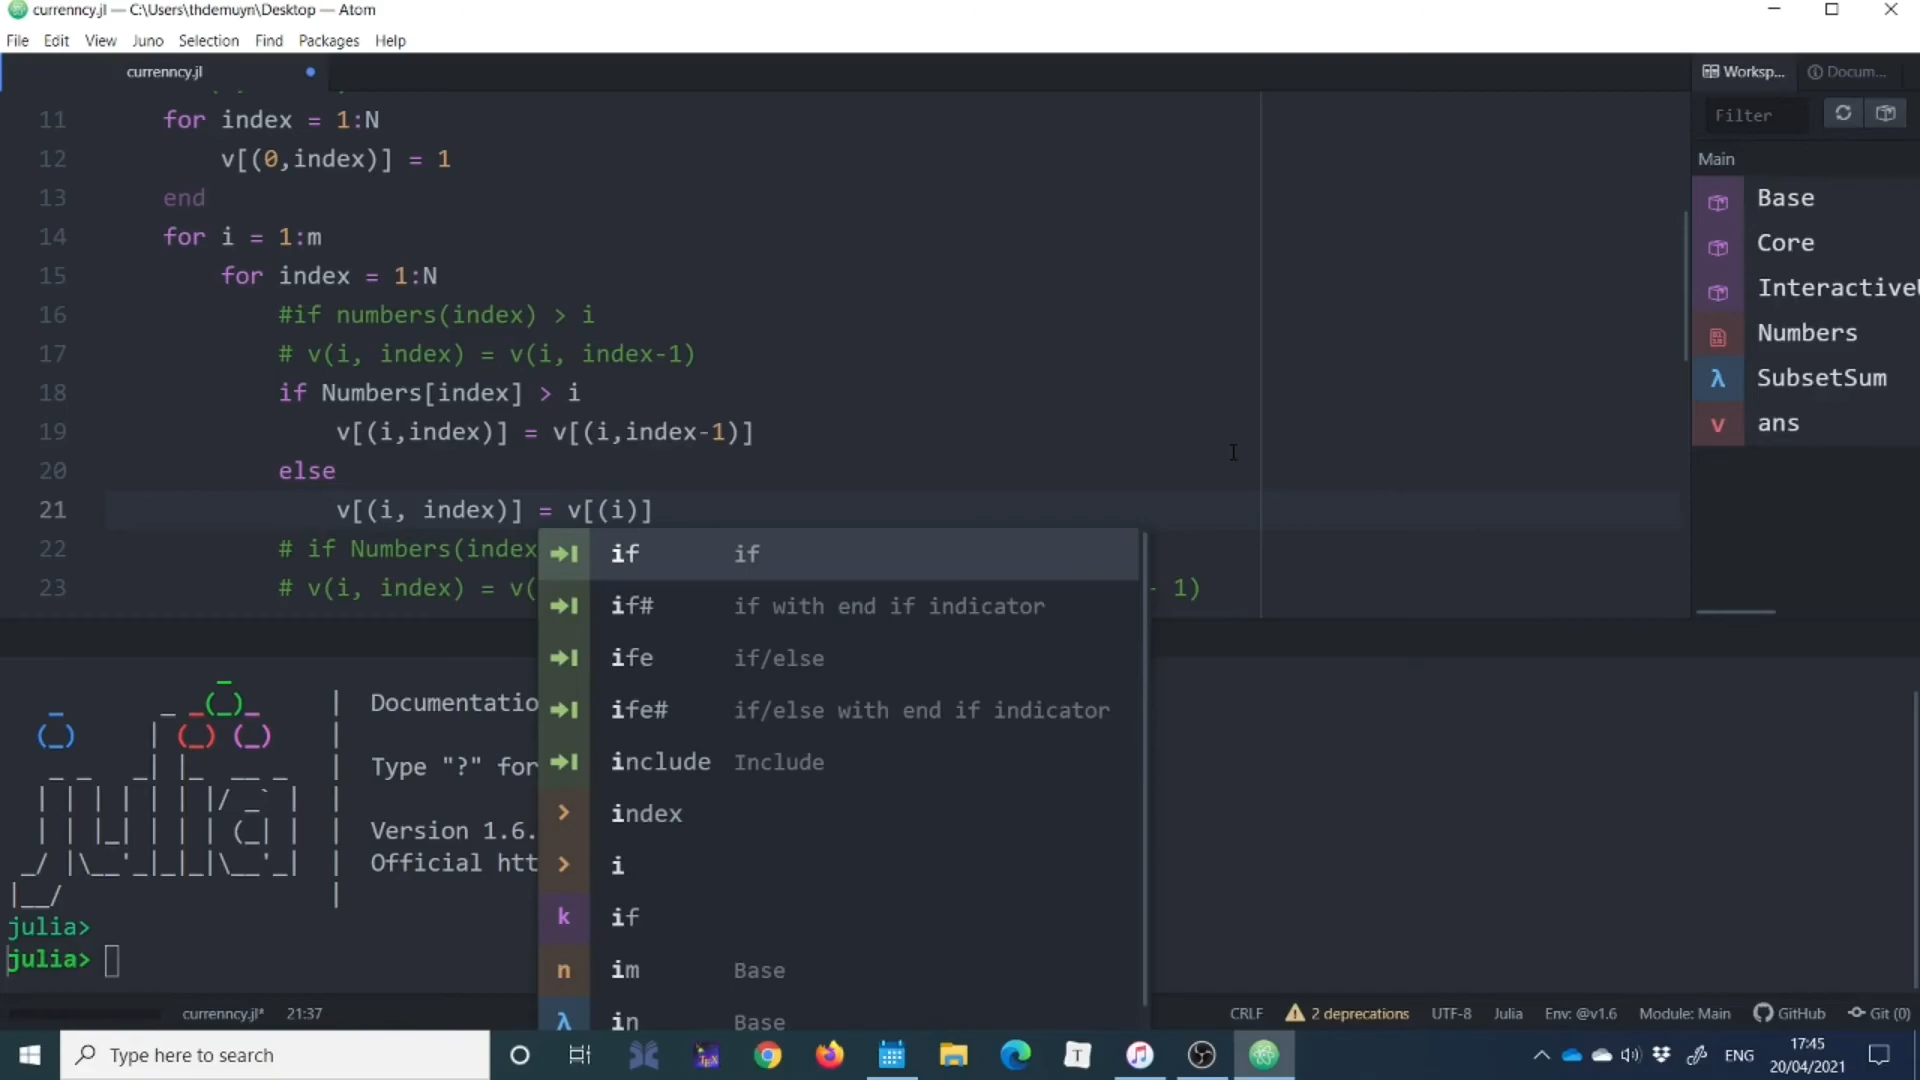 currenncy.jl — C:\Users\thdemuyn\Desktop — Atom
File Edit View Juno Selection Find Packages Help
currenncy.jl
Worksp... Docum...
Filter
Main
Base
Core
InteractiveU
Numbers
SubsetSum
ans
11 for index = 1:N
12 v[(0,index)] = 1
13 end
14 for i = 1:m
15 for index = 1:N
16 #if numbers(index) > i
17 # v(i, index) = v(i, index-1)
18 if Numbers[index] > i
19 v[(i,index)] = v[(i,index-1)]
20 else
21 v[(i, index)] = v[(i)]
22 # if Numbers(index
23 # v(i, index) = v( - 1)
if if
if# if with end if indicator
ife if/else
ife# if/else with end if indicator
include Include
index
i
k if
n im Base
λ in Base
Documentatio
Type "?" for
Version 1.6.
Official htt
julia>
julia>
currenncy.jl* 21:37 CRLF 2 deprecations UTF-8 Julia Env: @v1.6 Module: Main GitHub Git (0)
Type here to search
ENG
17:45
20/04/2021